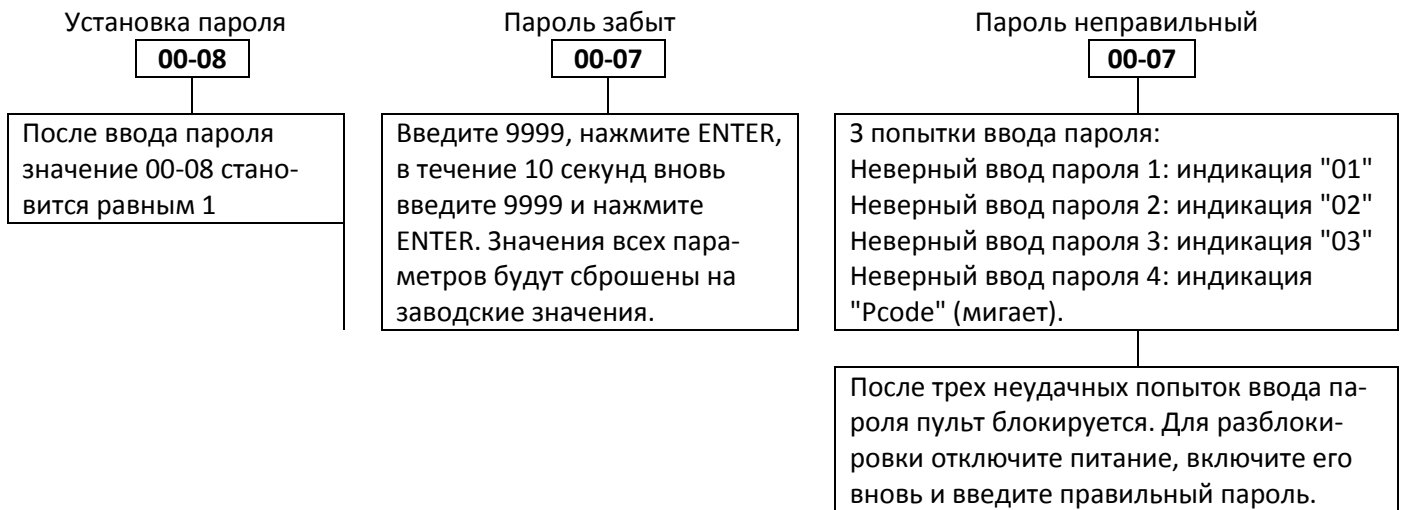 Установка пароля
00-08
После ввода пароля
значение 00-08 стано-
вится равным 1
Пароль забыт
00-07
Введите 9999, нажмите ENTER,
в течение 10 секунд вновь
введите 9999 и нажмите
ENTER. Значения всех пара-
метров будут сброшены на
заводские значения.
Пароль неправильный
00-07
3 попытки ввода пароля:
Неверный ввод пароля 1: индикация "01"
Неверный ввод пароля 2: индикация "02"
Неверный ввод пароля 3: индикация "03"
Неверный ввод пароля 4: индикация
"Pcode" (мигает).
После трех неудачных попыток ввода па-
роля пульт блокируется. Для разблоки-
ровки отключите питание, включите его
вновь и введите правильный пароль.